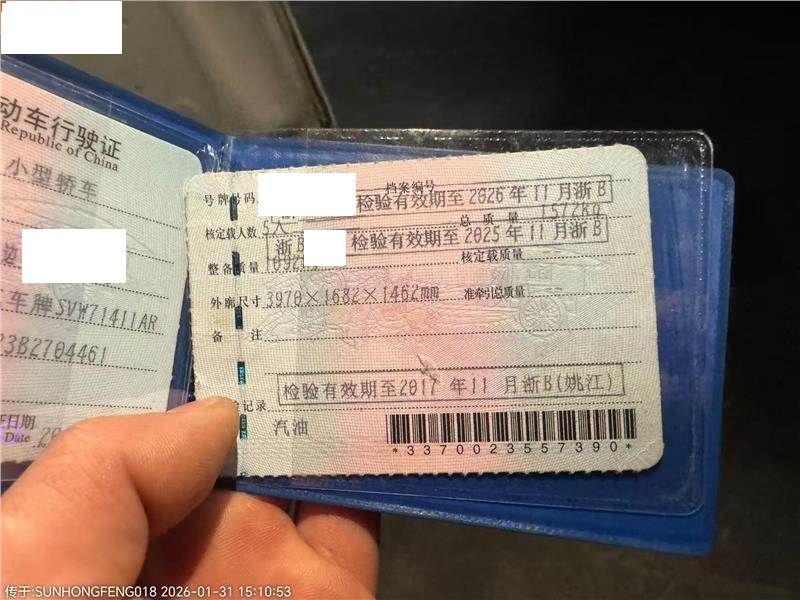 动车行驶证
Republic of China
小型轿车
车牌SVW71411AR
23B2704461
证日期
Date
号牌号码
档案编号
检验有效期至2026年11月浙B
核定载人数 5人
总质量 1572kg
浙B
检验有效期至2025年11月浙B
整备质量
核定载质量
外廓尺寸 3970×1682×1462mm
准牵引总质量
备注
检验有效期至2017年11月浙B(姚江)
记录
汽油
*3370023557390*
传于:SUNHONGFENG018 2026-01-31 15:10:53